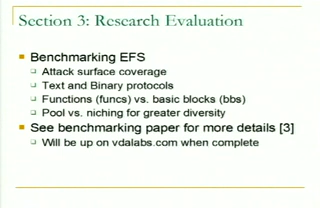 Section 3: Research Evaluation
Benchmarking EFS
Attack surface coverage
Text and Binary protocols
Functions (funcs) vs. basic blocks (bbs)
Pool vs. niching for greater diversity
See benchmarking paper for more details [3]
Will be up on vdalabs.com when complete